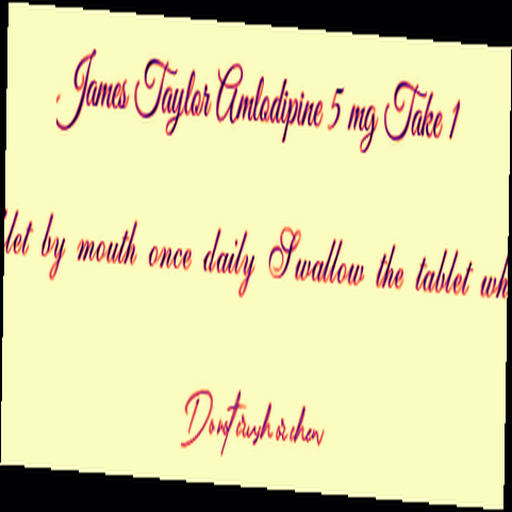 James Taylor Amlodipine 5 mg Take 1
let by mouth once daily Swallow the tablet wh
Don't crush or chew